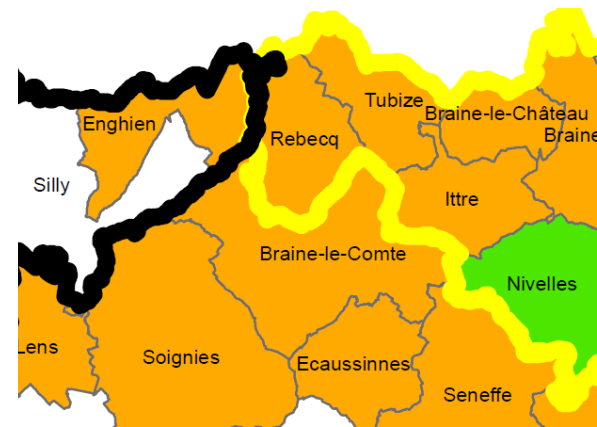 Tubize
Enghien
Braine-le-Château
Rebecq
Braine
Silly
Ittre
Braine-le-Comte
Nivelles
Lens
Soignies
Ecaussinnes
Seneffe